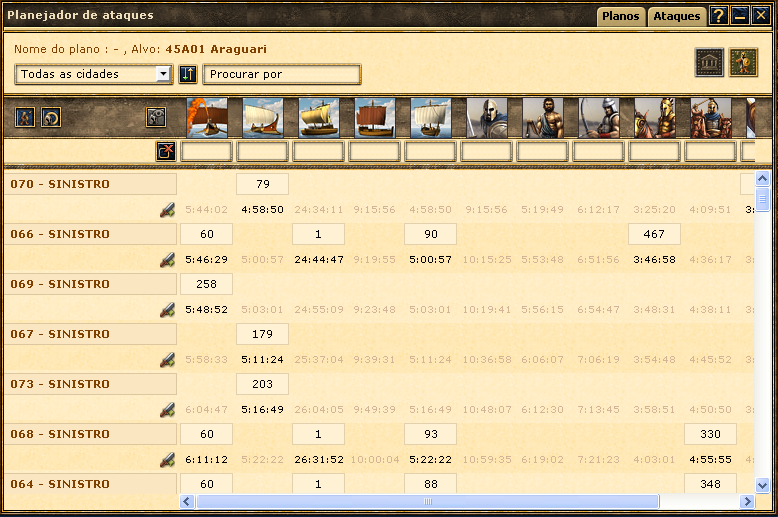 Planejador de ataques Planos Ataques ?
Nome do plano : - , Alvo: 45A01 Araguari
Todas as cidades Procurar por
070 - SINISTRO 79
5:44:02 4:58:50 24:34:11 9:15:56 4:58:50 9:15:56 5:19:49 6:12:17 3:25:20 4:09:51 3:
066 - SINISTRO 60 1 90 467
5:46:29 5:00:57 24:44:47 9:19:55 5:00:57 10:15:25 5:53:48 6:51:56 3:46:58 4:36:17 3:
069 - SINISTRO 258
5:48:52 5:03:01 24:55:09 9:23:48 5:03:01 10:19:41 5:56:15 6:54:47 3:48:31 4:38:11 3:
067 - SINISTRO 179
5:58:33 5:11:24 25:37:04 9:39:31 5:11:24 10:36:58 6:06:07 7:06:19 3:54:48 4:45:52 3:
073 - SINISTRO 203
6:04:47 5:16:49 26:04:05 9:49:39 5:16:49 10:48:07 6:12:30 7:13:45 3:58:51 4:50:50 3:
068 - SINISTRO 60 1 93 330
6:11:12 5:22:22 26:31:52 10:00:04 5:22:22 10:59:35 6:19:02 7:21:23 4:03:01 4:55:55 4:
064 - SINISTRO 60 1 88 348